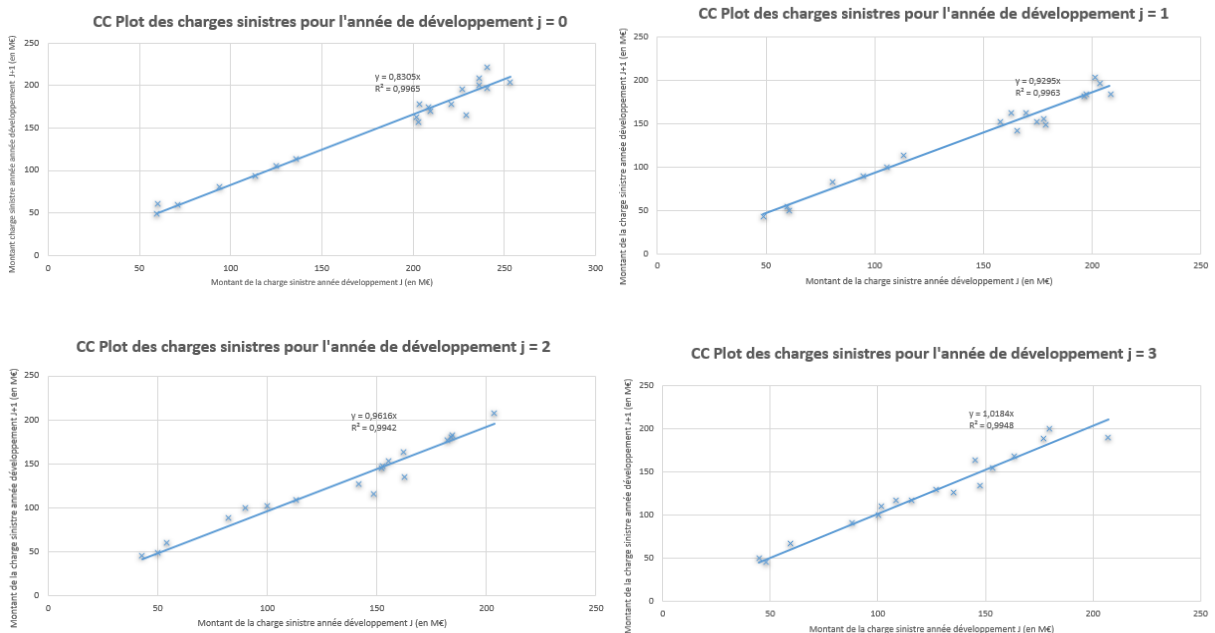 CC Plot des charges sinistres pour l'année de développement j = 0
Montant charge sinistre année année développement J+1 (en M€)
250
200
150
100
50
0
y = 0,8305x
R² = 0,9965
0 50 100 150 200 250 300
Montant de la charge sinistre année développement J (en M€)
CC Plot des charges sinistres pour l'année de développement j = 1
Montant de la charge sinistre année développement J+1 (en M€)
250
200
150
100
50
0
y = 0,9295x
R² = 0,9963
0 50 100 150 200 250
Montant de la charge sinistre année développement J (en M€)
CC Plot des charges sinistres pour l'année de développement j = 2
Montant de la charge sinistre année développement J+1 (en M€)
250
200
150
100
50
0
y = 0,9616x
R² = 0,9942
0 50 100 150 200 250
Montant de la charge sinistre année développement J (en M€)
CC Plot des charges sinistres pour l'année de développement j = 3
Montant de la charge sinistre année développement J+1 (en M€)
250
200
150
100
50
0
y = 1,0184x
R² = 0,9948
0 50 100 150 200 250
Montant de la charge sinistre année développement J (en M€)